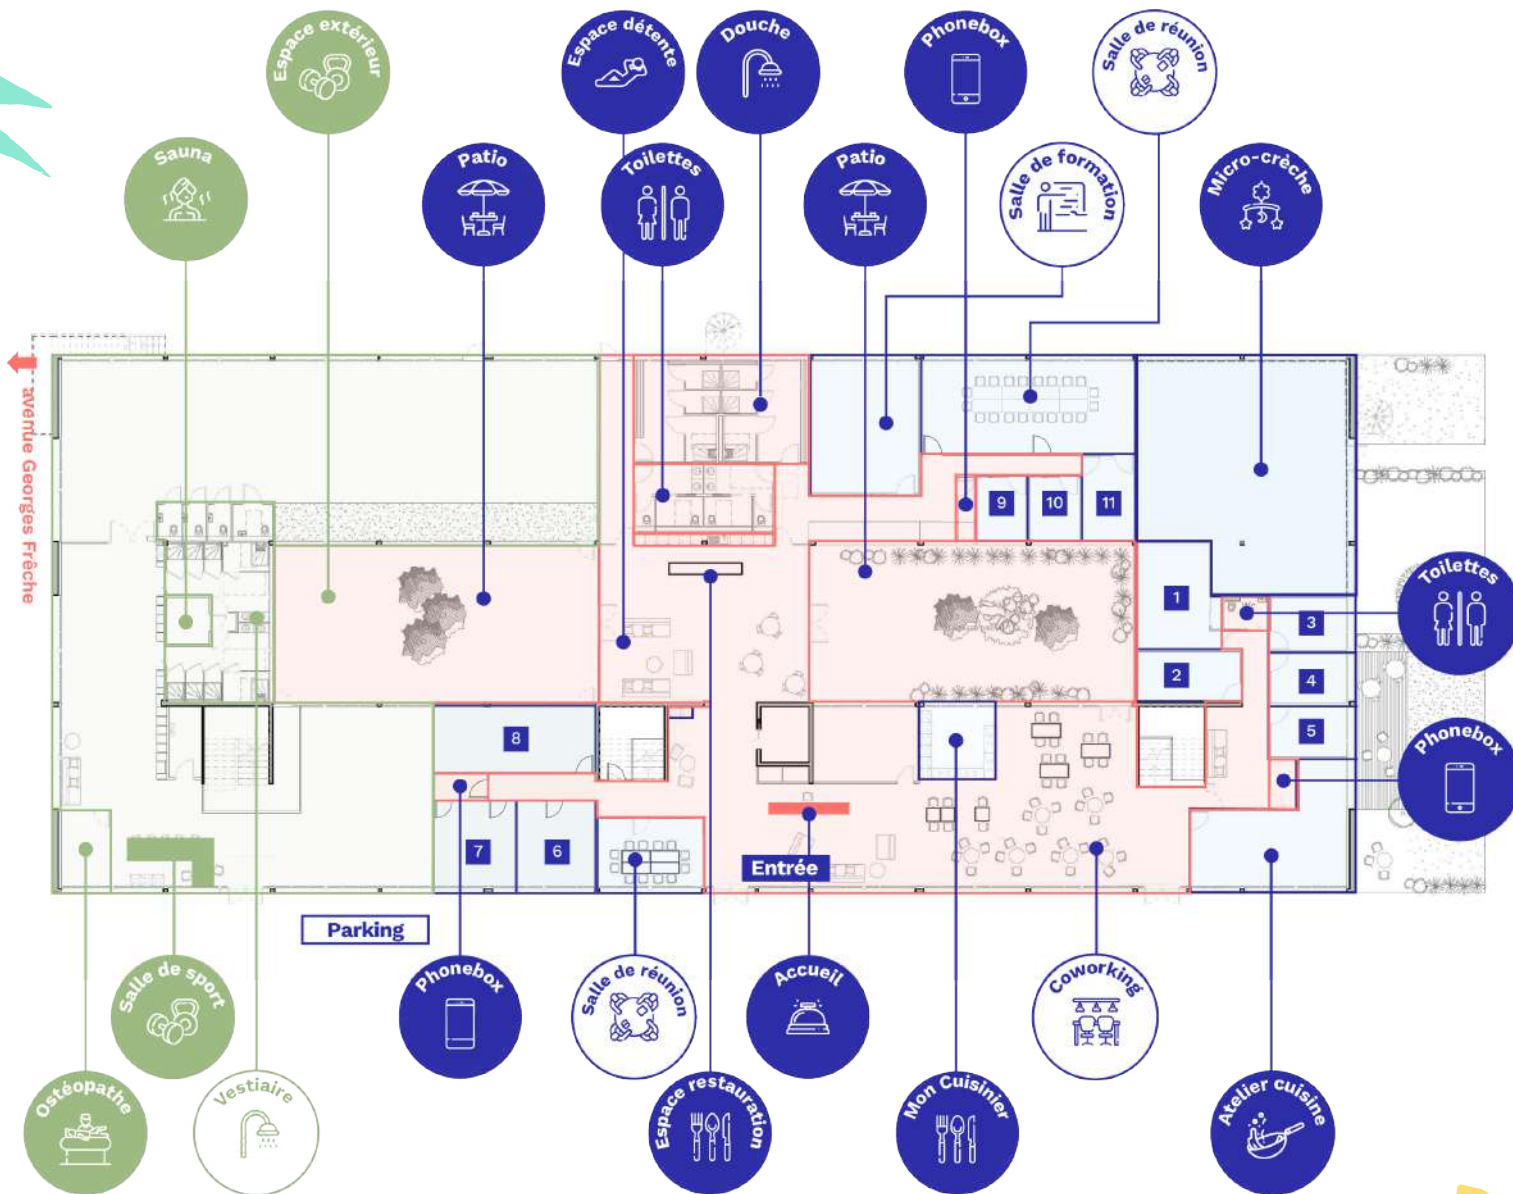 Espace extérieur
Espace détente
Douche
Phonebox
Salle de réunion
Sauna
Patio
Toilettes
Patio
Salle de formation
Micro-crèche
avenue Georges Frêche
9
10
11
1
2
3
4
5
Toilettes
Phonebox
8
7
6
Entrée
Parking
Salle de sport
Phonebox
Salle de réunion
Accueil
Coworking
Ostéopathe
Vestiaire
Espace restauration
Mon Cuisinier
Atelier cuisine